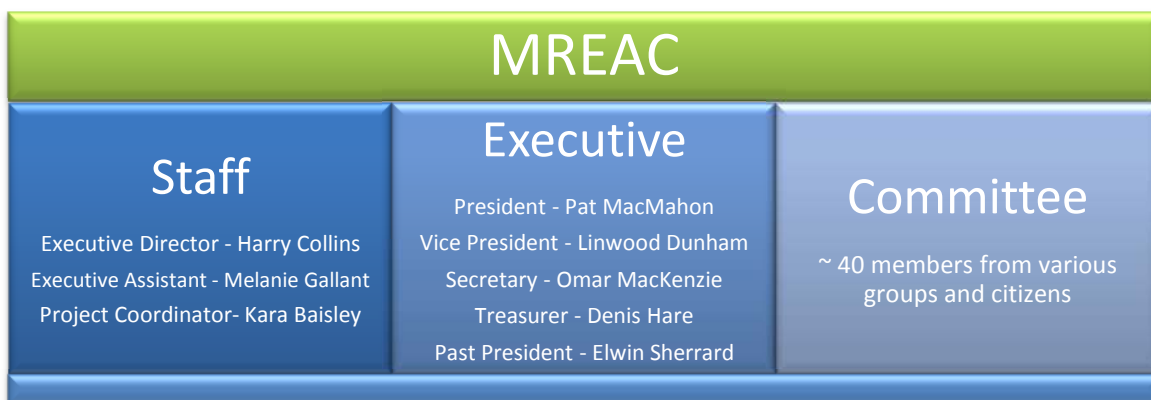 MREAC
Staff
Executive Director - Harry Collins
Executive Assistant - Melanie Gallant
Project Coordinator- Kara Baisley
Executive
President - Pat MacMahon
Vice President - Linwood Dunham
Secretary - Omar MacKenzie
Treasurer - Denis Hare
Past President - Elwin Sherrard
Committee
~ 40 members from various
groups and citizens